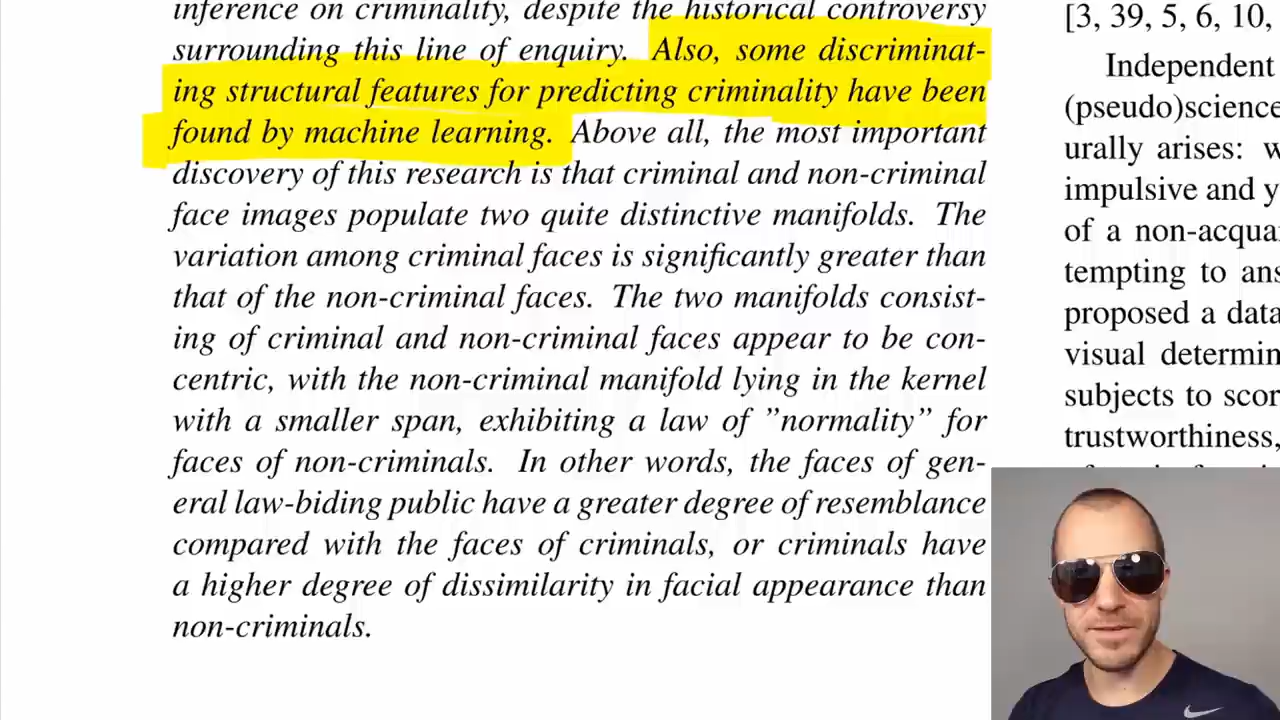 inference on criminality, despite the historical controversy
surrounding this line of enquiry. Also, some discriminat-
ing structural features for predicting criminality have been
found by machine learning. Above all, the most important
discovery of this research is that criminal and non-criminal
face images populate two quite distinctive manifolds. The
variation among criminal faces is significantly greater than
that of the non-criminal faces. The two manifolds consist-
ing of criminal and non-criminal faces appear to be con-
centric, with the non-criminal manifold lying in the kernel
with a smaller span, exhibiting a law of ”normality” for
faces of non-criminals. In other words, the faces of gen-
eral law-biding public have a greater degree of resemblance
compared with the faces of criminals, or criminals have
a higher degree of dissimilarity in facial appearance than
non-criminals.
[3, 39, 5, 6, 10,
Independent
(pseudo)science
urally arises: w
impulsive and y
of a non-acqua
tempting to ans
proposed a data
visual determin
subjects to scor
trustworthiness,